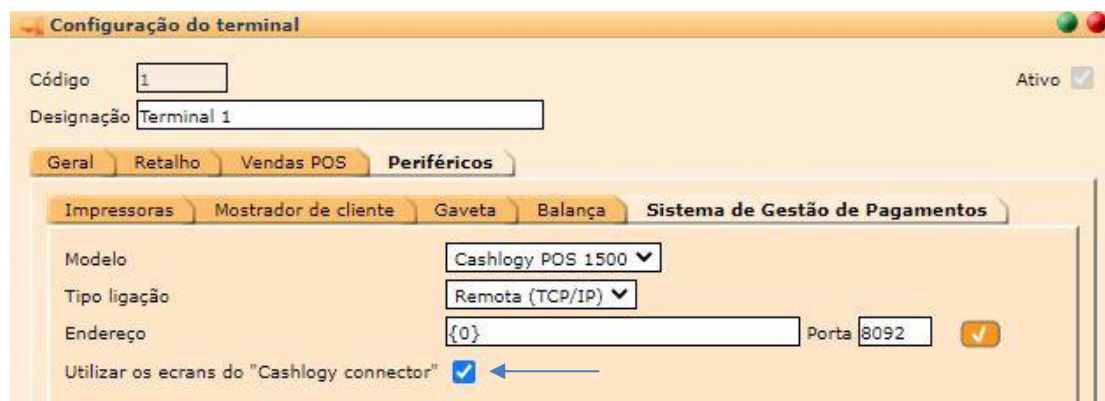 Configuração do terminal
Código 1 Ativo
Designação Terminal 1
Geral Retalho Vendas POS Periféricos
Impressoras Mostrador de cliente Gaveta Balança Sistema de Gestão de Pagamentos
Modelo Cashlogy POS 1500
Tipo ligação Remota (TCP/IP)
Endereço {0} Porta 8092
Utilizar os ecrans do "Cashlogy connector"